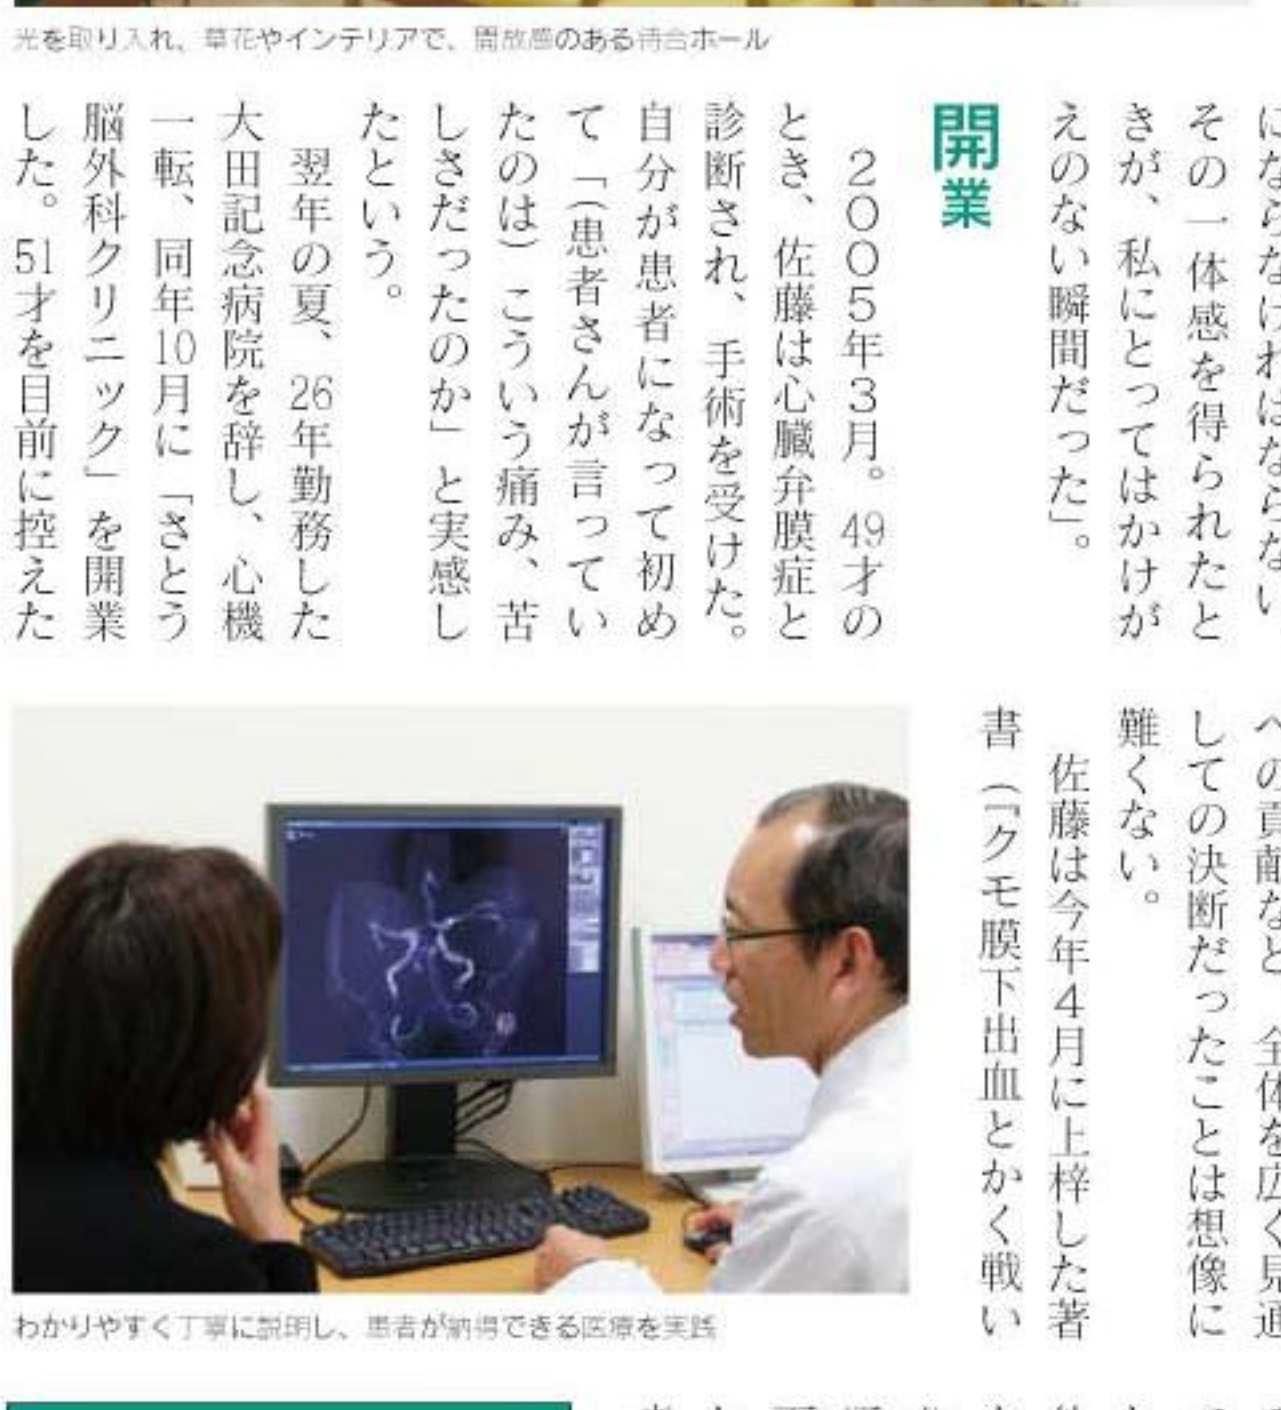 光を取り入れ、草花やインテリアで、開放感のある待合ホール
にならなければならない
その一体感を得られたと
きが、私にとってはかけが
えのない瞬間だった」。
開業
２００５年３月。49才の
とき、佐藤は心臓弁膜症と
診断され、手術を受けた。
自分が患者になって初め
て「（患者さんが言ってい
たのは）こういう痛み、苦
しさだったのか」と実感し
たという。
翌年の夏、26年勤務した
大田記念病院を辞し、心機
一転、同年10月に「さとう
脳外科クリニック」を開業
した。51才を目前に控えた
への貢献など、全体を広く見通
しての決断だったことは想像に
難くない。
佐藤は今年４月に上梓した著
書（『クモ膜下出血とかく戦い
わかりやすく丁寧に説明し、患者が納得できる医療を実践